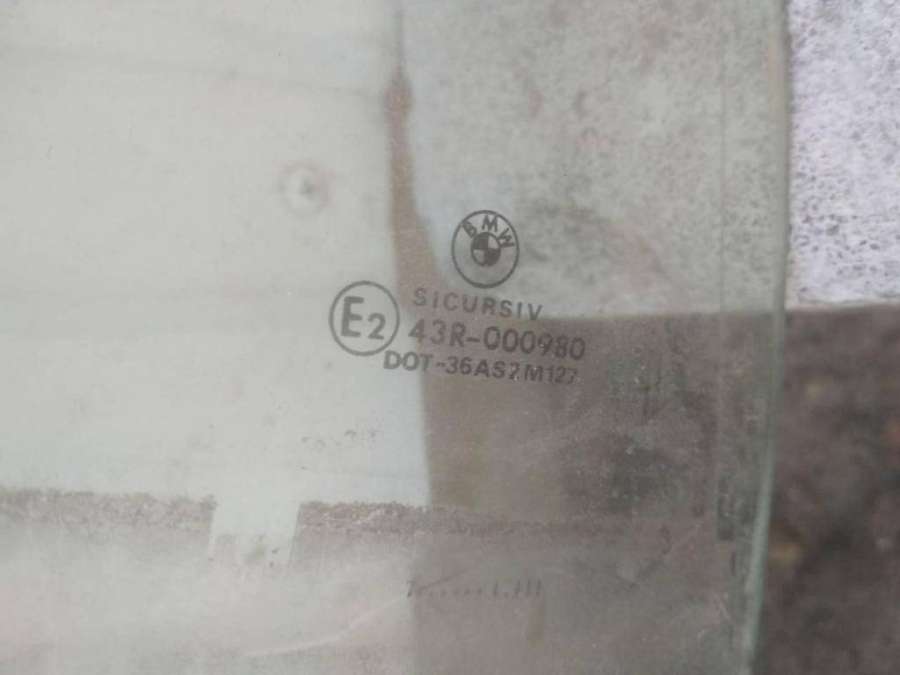 BMW
SiCURSIV
E2
43R-000980
DOT-36AS2M127